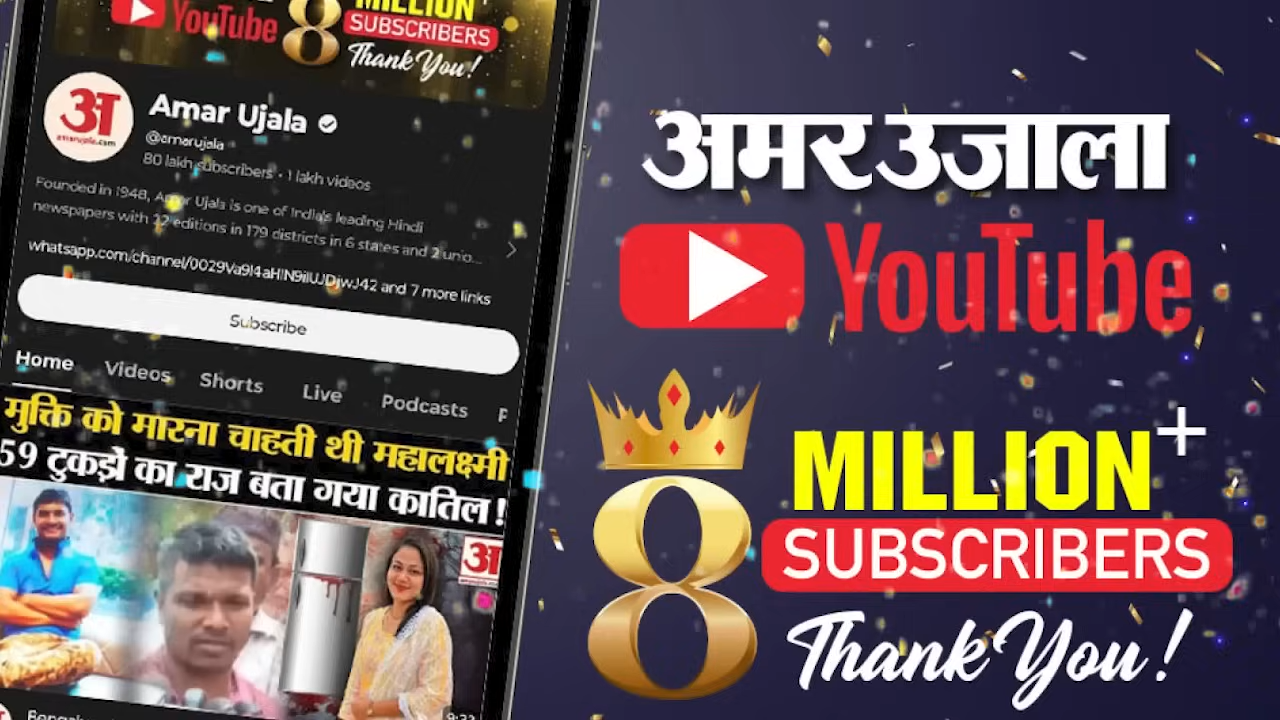 MILLION
YouTube 8 SUBSCRIBERS
Thank You!
अ
amarujala.com
Amar Ujala
@amarujala
80 lakh subscribers • 1 lakh videos
Founded in 1948, Amar Ujala is one of India's leading Hindi
newspapers with 22 editions in 179 districts in 6 states and 2 unio...
and 7 more links
Subscribe
Home Videos Shorts Live Podcasts P
मुक्ति को मारना चाहती थी महालक्ष्मी
59 टुकड़ों का राज बता गया कातिल!
अ
9:33
अमर उजाला
YouTube
8 MILLION+
SUBSCRIBERS
Thank You!